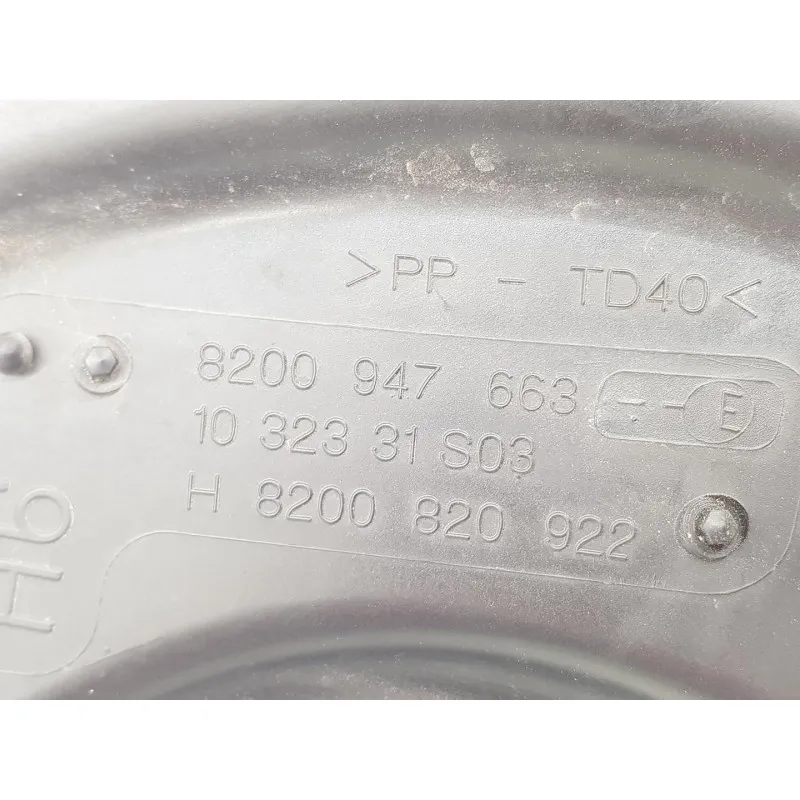 >PP - TD40<
8200 947 663 -- E
10 323 31 S03
H 8200 820 922